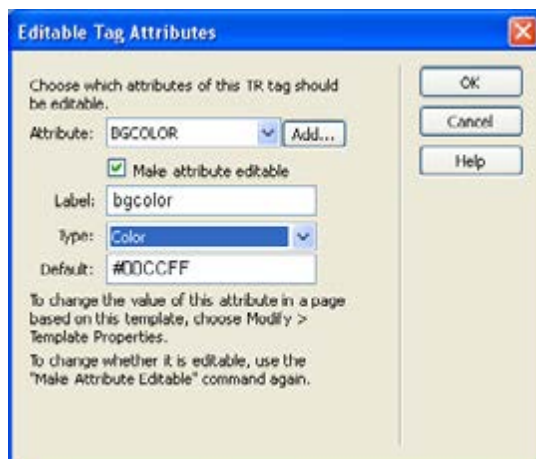 Editable Tag Attributes
Choose which attributes of this TR tag should
be editable.
Attribute: BGCOLOR Add...
Make attribute editable
Label: bgcolor
Type: Color
Default: #00CCFF
To change the value of this attribute in a page
based on this template, choose Modify >
Template Properties.
To change whether it is editable, use the
"Make Attribute Editable" command again.
OK
Cancel
Help